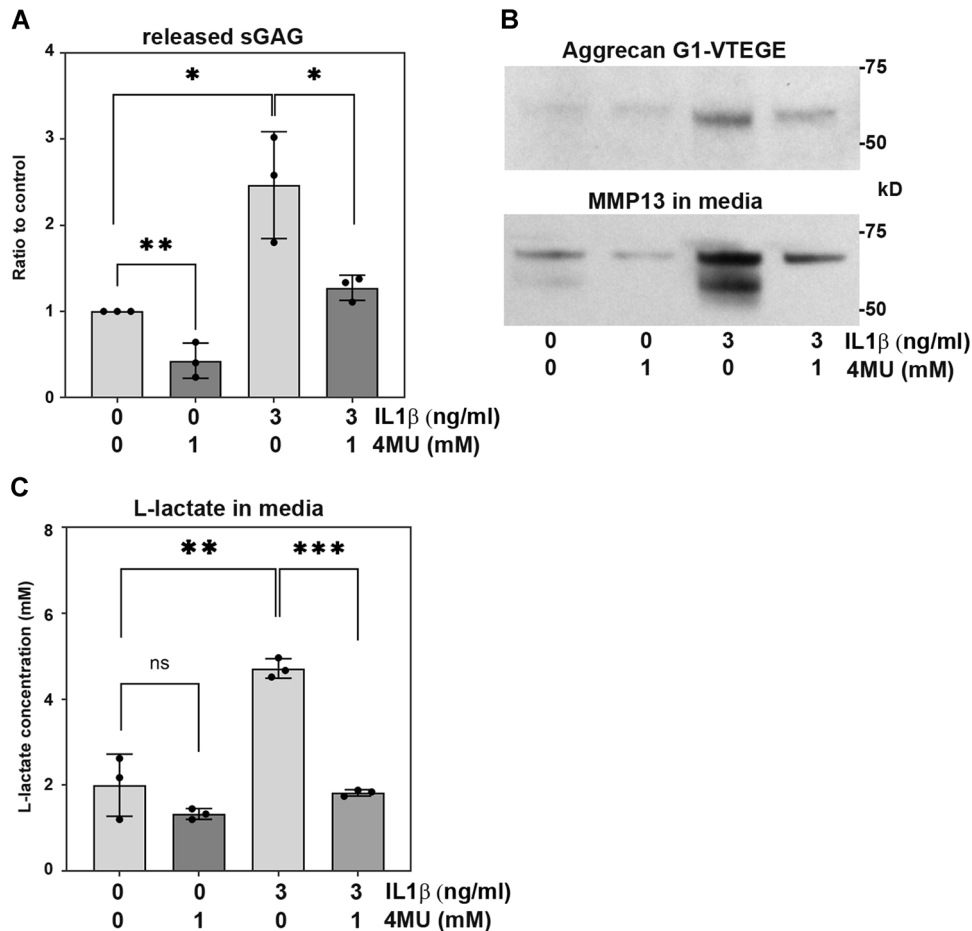 A
released sGAG
4
3
2
1
0
Ratio to control
*
*
**
0 0 3 3 IL1β (ng/ml)
0 1 0 1 4MU (mM)
B
Aggrecan G1-VTEGE
-75
-50
kD
MMP13 in media
-75
-50
0 0 3 3 IL1β (ng/ml)
0 1 0 1 4MU (mM)
C
L-lactate in media
8
6
4
2
0
L-lactate concentration (mM)
**
***
ns
0 0 3 3 IL1β (ng/ml)
0 1 0 1 4MU (mM)